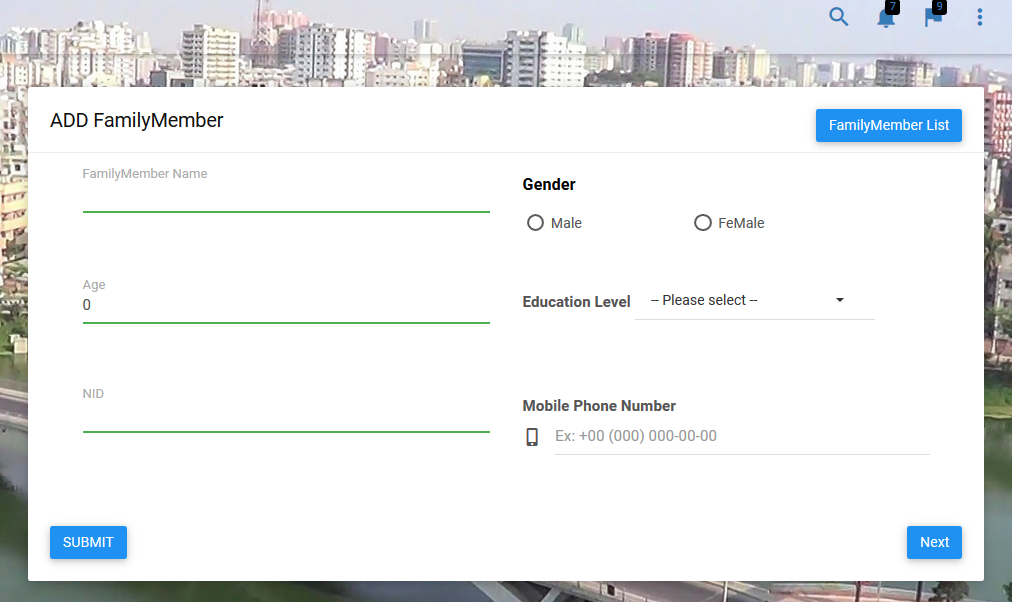 7
9
ADD FamilyMember
FamilyMember List
FamilyMember Name
Gender
Male
FeMale
Age
0
Education Level
-- Please select --
NID
Mobile Phone Number
Ex: +00 (000) 000-00-00
SUBMIT
Next